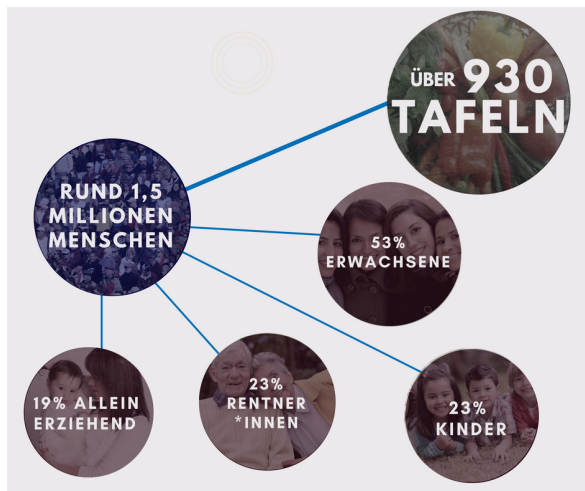 ÜBER 930
TAFELN
RUND 1,5
MILLIONEN
MENSCHEN
53%
ERWACHSENE
19% ALLEIN
ERZIEHEND
23%
RENTNER
*INNEN
23%
KINDER